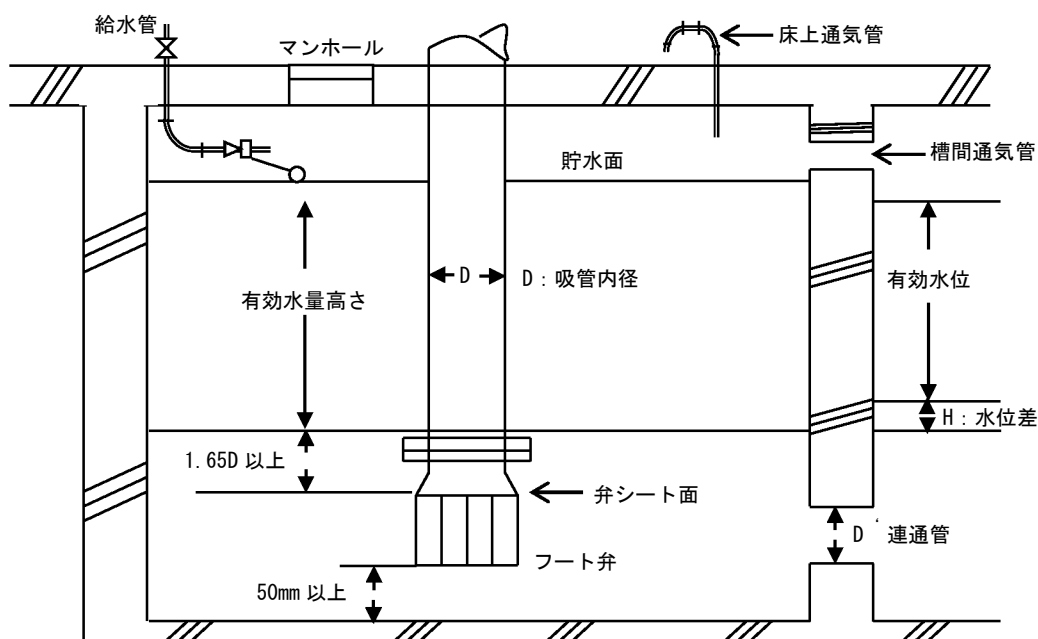 給水管
マンホール
床上通気管
貯水面
槽間通気管
D
D：吸管内径
有効水量高さ
有効水位
H：水位差
1.65D 以上
弁シート面
D'
連通管
フート弁
50mm 以上